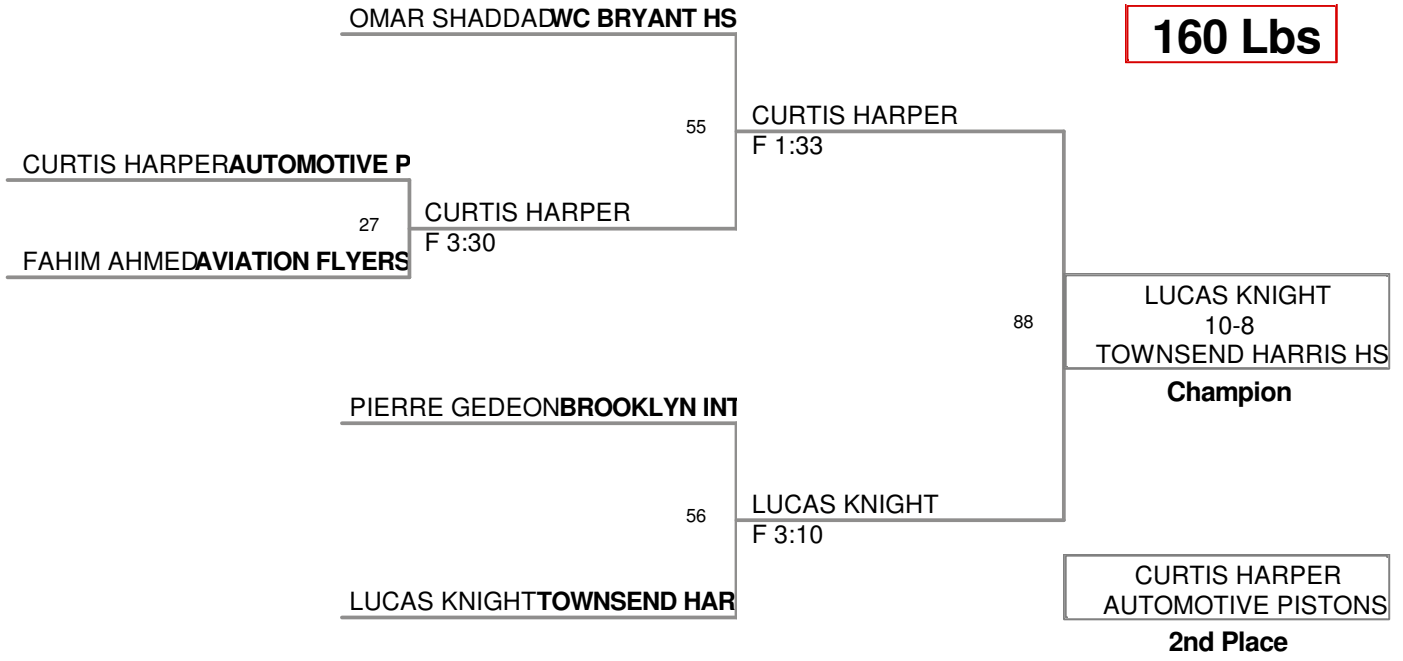 OMAR SHADDADWC BRYANT HS
160 Lbs
55
CURTIS HARPER
F 1:33
CURTIS HARPERAUTOMOTIVE P
27
CURTIS HARPER
F 3:30
FAHIM AHMEDAVIATION FLYERS
88
LUCAS KNIGHT
10-8
TOWNSEND HARRIS HS
Champion
PIERRE GEDEONBROOKLYN INT
56
LUCAS KNIGHT
F 3:10
LUCAS KNIGHTTOWNSEND HAR
CURTIS HARPER
AUTOMOTIVE PISTONS
2nd Place